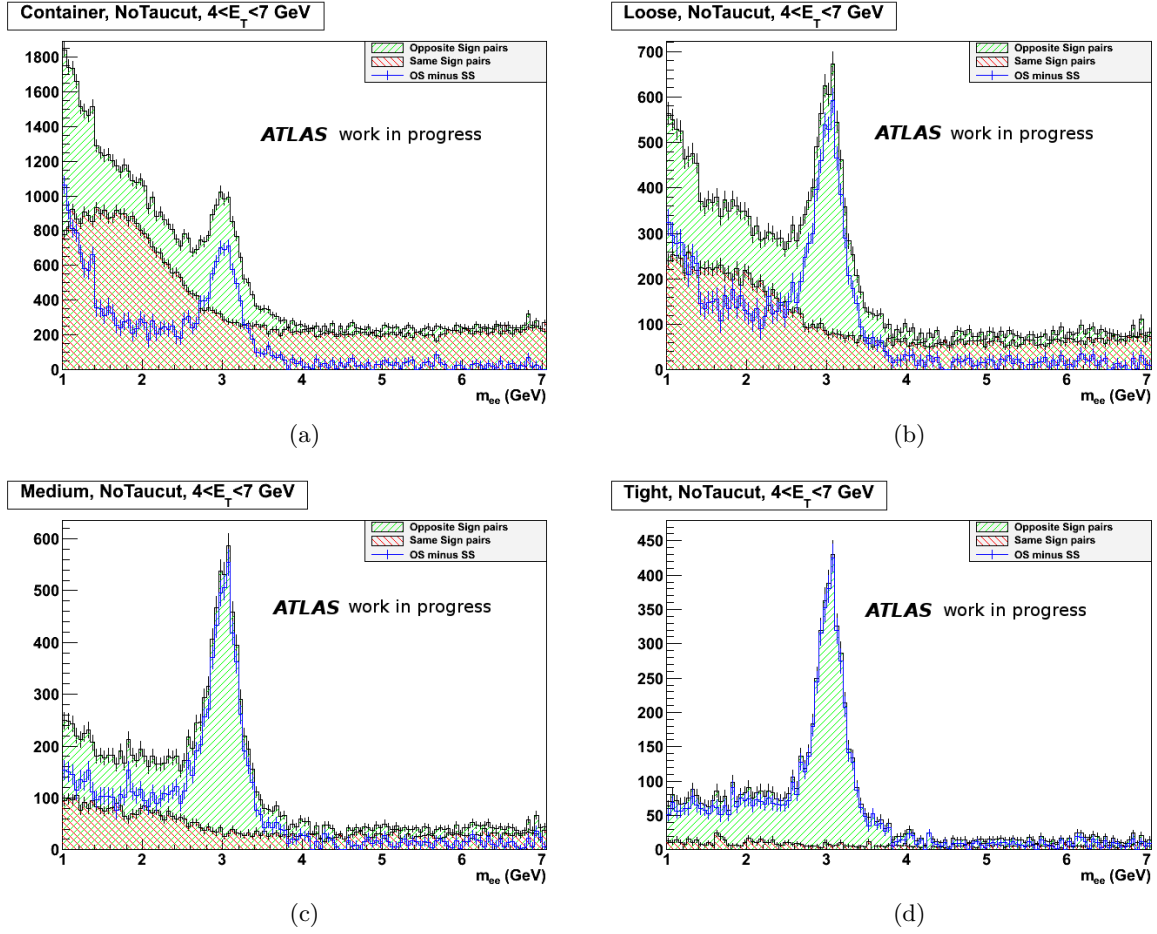 Container, NoTaucut, 4<E_T<7 GeV
Opposite Sign pairs
Same Sign pairs
OS minus SS
ATLAS work in progress
1800
1600
1400
1200
1000
800
600
400
200
0
1 2 3 4 5 6 7
m_ee (GeV)
(a)
Loose, NoTaucut, 4<E_T<7 GeV
Opposite Sign pairs
Same Sign pairs
OS minus SS
ATLAS work in progress
700
600
500
400
300
200
100
0
1 2 3 4 5 6 7
m_ee (GeV)
(b)
Medium, NoTaucut, 4<E_T<7 GeV
Opposite Sign pairs
Same Sign pairs
OS minus SS
ATLAS work in progress
600
500
400
300
200
100
0
1 2 3 4 5 6 7
m_ee (GeV)
(c)
Tight, NoTaucut, 4<E_T<7 GeV
Opposite Sign pairs
Same Sign pairs
OS minus SS
ATLAS work in progress
450
400
350
300
250
200
150
100
50
0
1 2 3 4 5 6 7
m_ee (GeV)
(d)